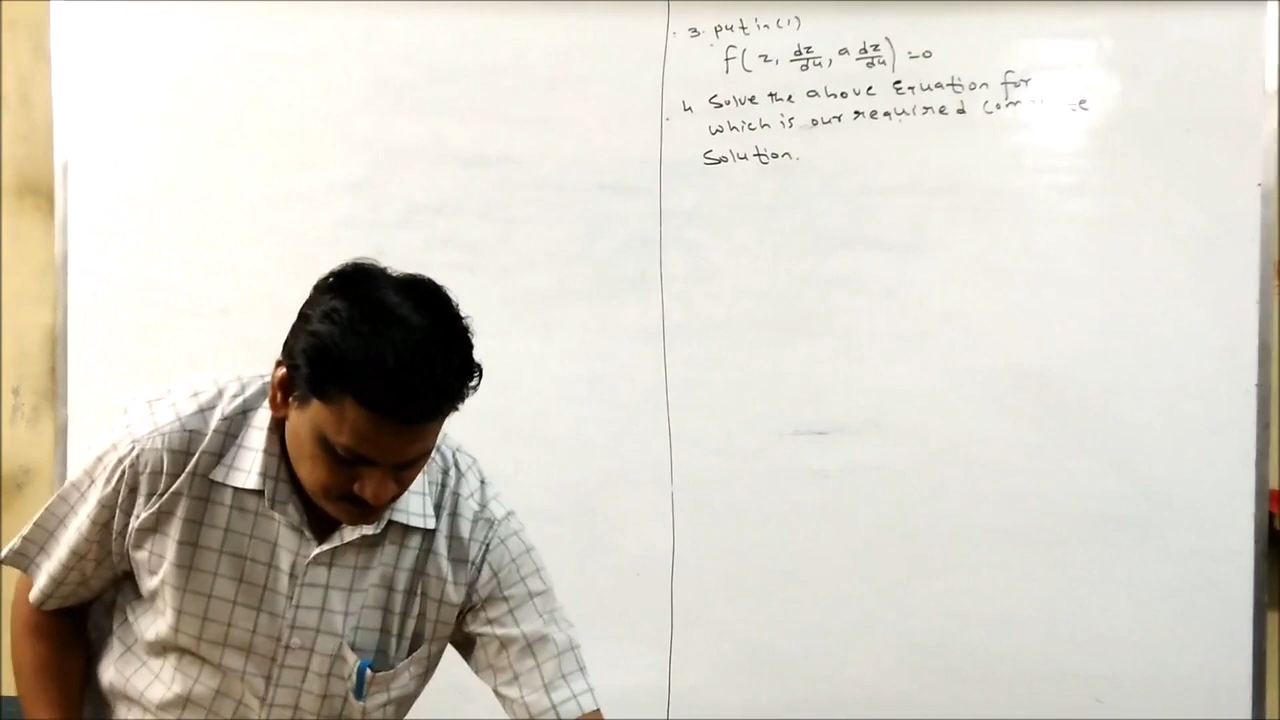 3. put in (1)
f(z, dz/du, a dz/du) = 0
4 Solve the above Equation for
which is our required
Solution.